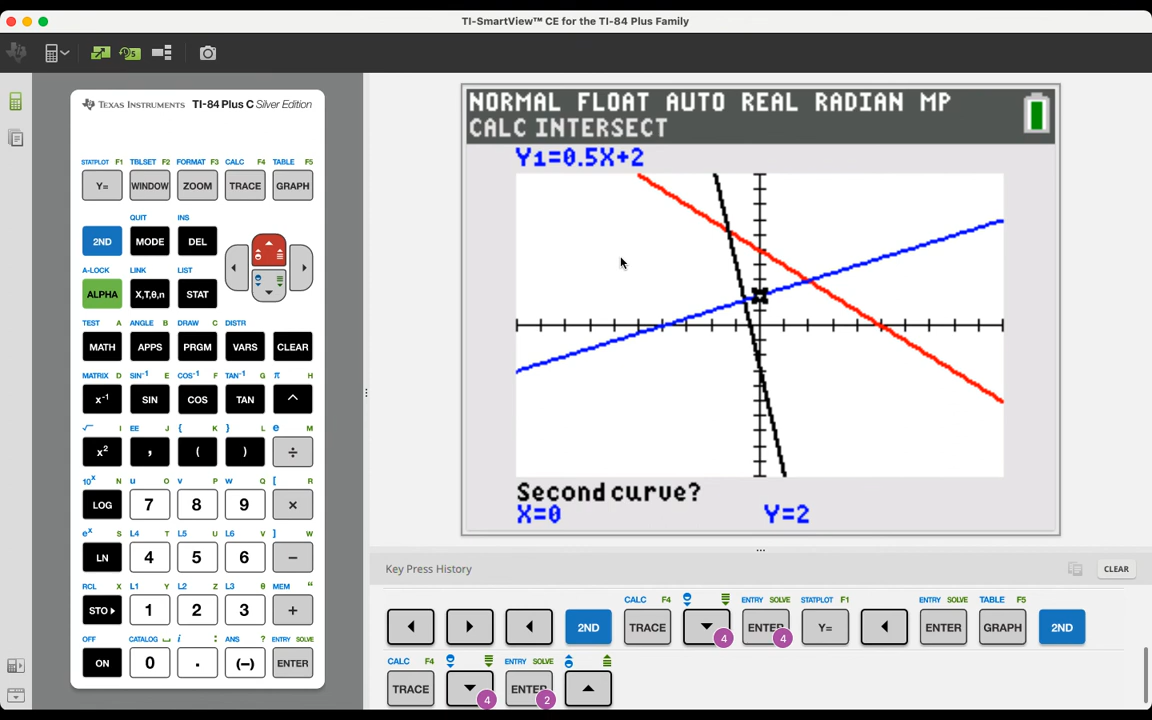 TI-SmartView™ CE for the TI-84 Plus Family
TEXAS INSTRUMENTS TI-84 Plus C Silver Edition
STATPLOT F1 TBLSET F2 FORMAT F3 CALC F4 TABLE F5
Y= WINDOW ZOOM TRACE GRAPH
QUIT INS
2ND MODE DEL
A-LOCK LINK LIST
ALPHA X,T,θ,n STAT
TEST A ANGLE B DRAW C DISTR
MATH APPS PRGM VARS CLEAR
MATRIX D SIN⁻¹ E COS⁻¹ F TAN⁻¹ G π H
x⁻¹ SIN COS TAN ^
√ I EE J { K } L e M
x² , ( ) ÷
10ˣ N u O v P w Q [ R
LOG 7 8 9 ×
eˣ S L4 T L5 U L6 V ] W
LN 4 5 6 −
RCL X L1 Y L2 Z L3 θ MEM "
STO▸ 1 2 3 +
OFF CATALOG ⎵ i : ANS ? ENTRY SOLVE
ON 0 . (−) ENTER
NORMAL FLOAT AUTO REAL RADIAN MP
CALC INTERSECT
Y1=0.5X+2
Second curve?
X=0 Y=2
Key Press History
CLEAR
CALC F4 ENTRY SOLVE STATPLOT F1 ENTRY SOLVE TABLE F5
2ND TRACE 4 ENTER 4 Y= ENTER GRAPH 2ND
CALC F4 ENTRY SOLVE
TRACE 4 ENTER 2